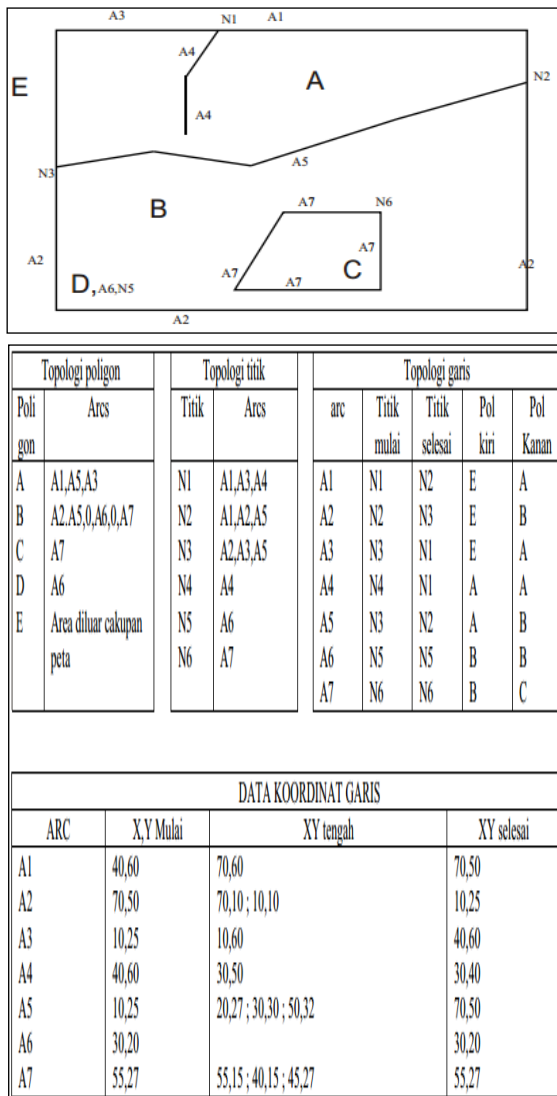 A3 N1 A1
A4
E A N2
A4
N3 A5
B
A7 N6
A2 A7 A7 C A2
D,A6,N5 A7
A2
Topologi poligon
Poli gon Arcs
A A1,A5,A3
B A2.A5,0,A6,0,A7
C A7
D A6
E Area diluar cakupan peta
Topologi titik
Titik Arcs
N1 A1,A3,A4
N2 A1,A2,A5
N3 A2,A3,A5
N4 A4
N5 A6
N6 A7
Topologi garis
arc Titik mulai Titik selesai Pol kiri Pol Kanan
A1 N1 N2 E A
A2 N2 N3 E B
A3 N3 N1 E A
A4 N4 N1 A A
A5 N3 N2 A B
A6 N5 N5 B B
A7 N6 N6 B C
DATA KOORDINAT GARIS
ARC X,Y Mulai XY tengah XY selesai
A1 40,60 70,60 70,50
A2 70,50 70,10 ; 10,10 10,25
A3 10,25 10,60 40,60
A4 40,60 30,50 30,40
A5 10,25 20,27 ; 30,30 ; 50,32 70,50
A6 30,20 30,20
A7 55,27 55,15 ; 40,15 ; 45,27 55,27